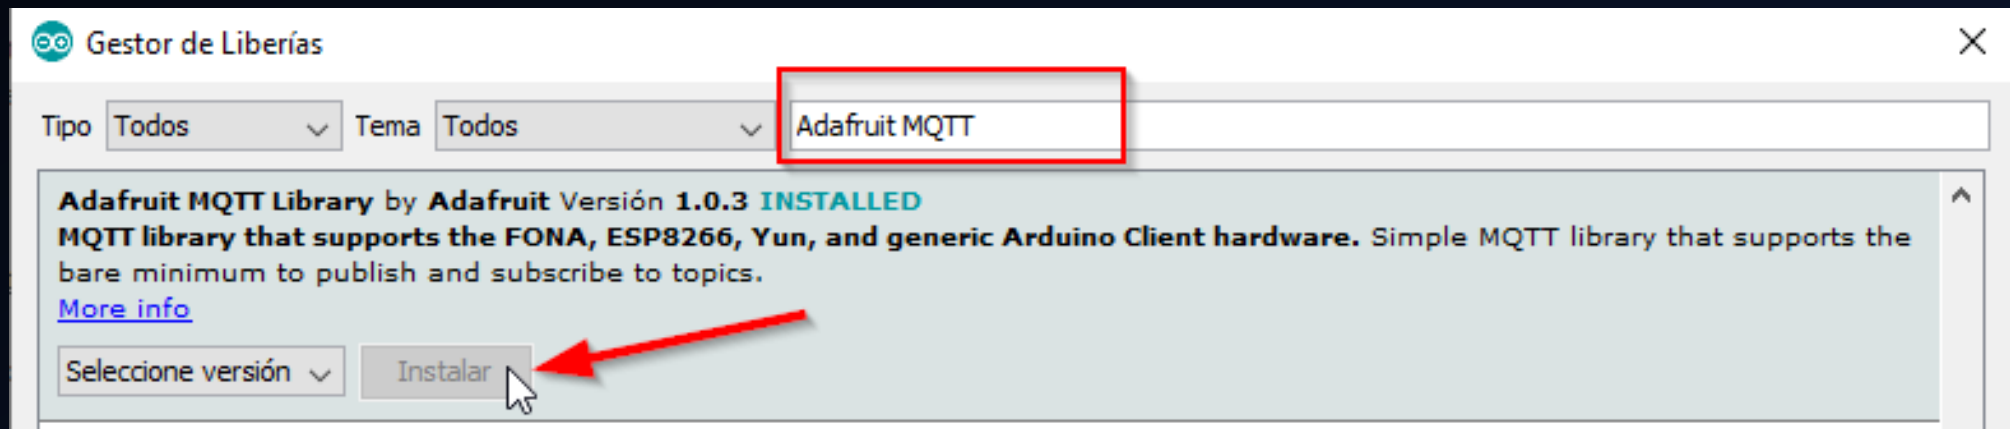 Gestor de Liberías
Tipo Todos Tema Todos Adafruit MQTT
Adafruit MQTT Library by Adafruit Versión 1.0.3 INSTALLED
MQTT library that supports the FONA, ESP8266, Yun, and generic Arduino Client hardware. Simple MQTT library that supports the
bare minimum to publish and subscribe to topics.
More info
Seleccione versión Instalar